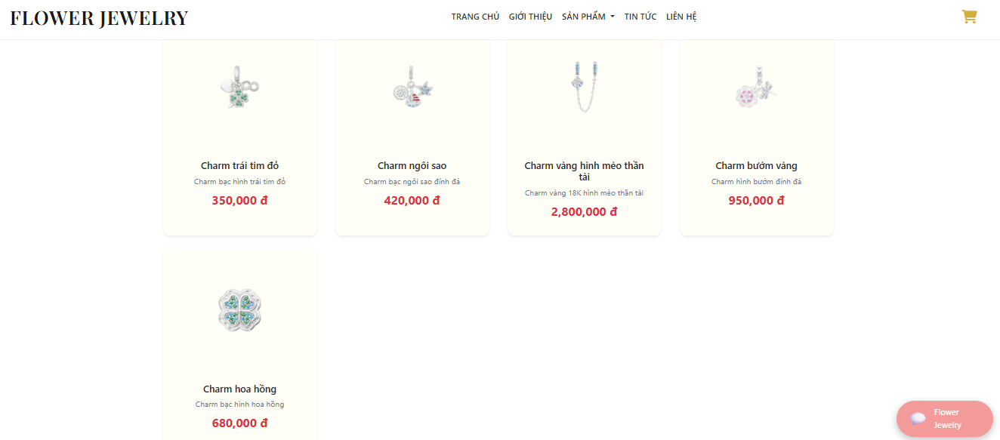 FLOWER JEWELRY
TRANG CHỦ
GIỚI THIỆU
SẢN PHẨM
TIN TỨC
LIÊN HỆ
Charm trái tim đỏ
Charm bạc hình trái tim đỏ
350,000 đ
Charm ngôi sao
Charm bạc ngôi sao đính đá
420,000 đ
Charm vàng hình mèo thần
tài
Charm vàng 18K hình mèo thần tài
2,800,000 đ
Charm bướm vàng
Charm hình bướm đính đá
950,000 đ
Charm hoa hồng
Charm bạc hình hoa hồng
680,000 đ
Flower
Jewelry